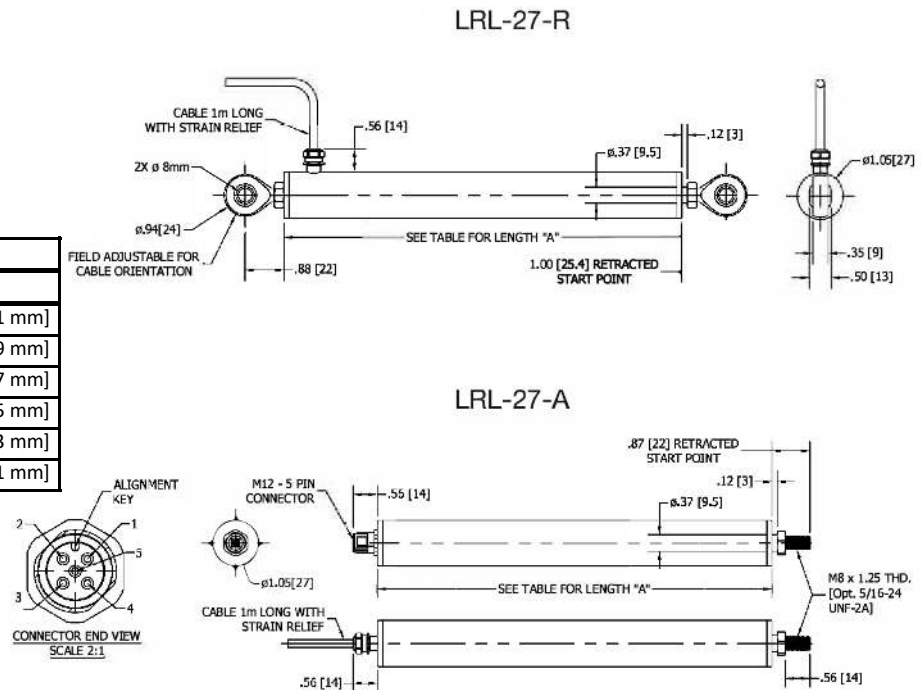 LRL-27-R
CABLE 1m LONG
WITH STRAIN RELIEF
.56 [14]
2X ø 8mm
ø.37 [9.5]
.12 [3]
ø1.05[27]
ø.94[24]
SEE TABLE FOR LENGTH "A"
FIELD ADJUSTABLE FOR
CABLE ORIENTATION
.88 [22]
1.00 [25.4] RETRACTED
START POINT
.35 [9]
.50 [13]
1 mm]
9 mm]
7 mm]
5 mm]
3 mm]
1 mm]
LRL-27-A
.87 [22] RETRACTED
START POINT
ALIGNMENT
KEY
M12 - 5 PIN
CONNECTOR
.56 [14]
.12 [3]
ø.37 [9.5]
2
1
5
3
4
ø1.05[27]
SEE TABLE FOR LENGTH "A"
M8 x 1.25 THD.
[Opt. 5/16-24
UNF-2A]
CONNECTOR END VIEW
SCALE 2:1
CABLE 1m LONG WITH
STRAIN RELIEF
.56 [14]
.56 [14]